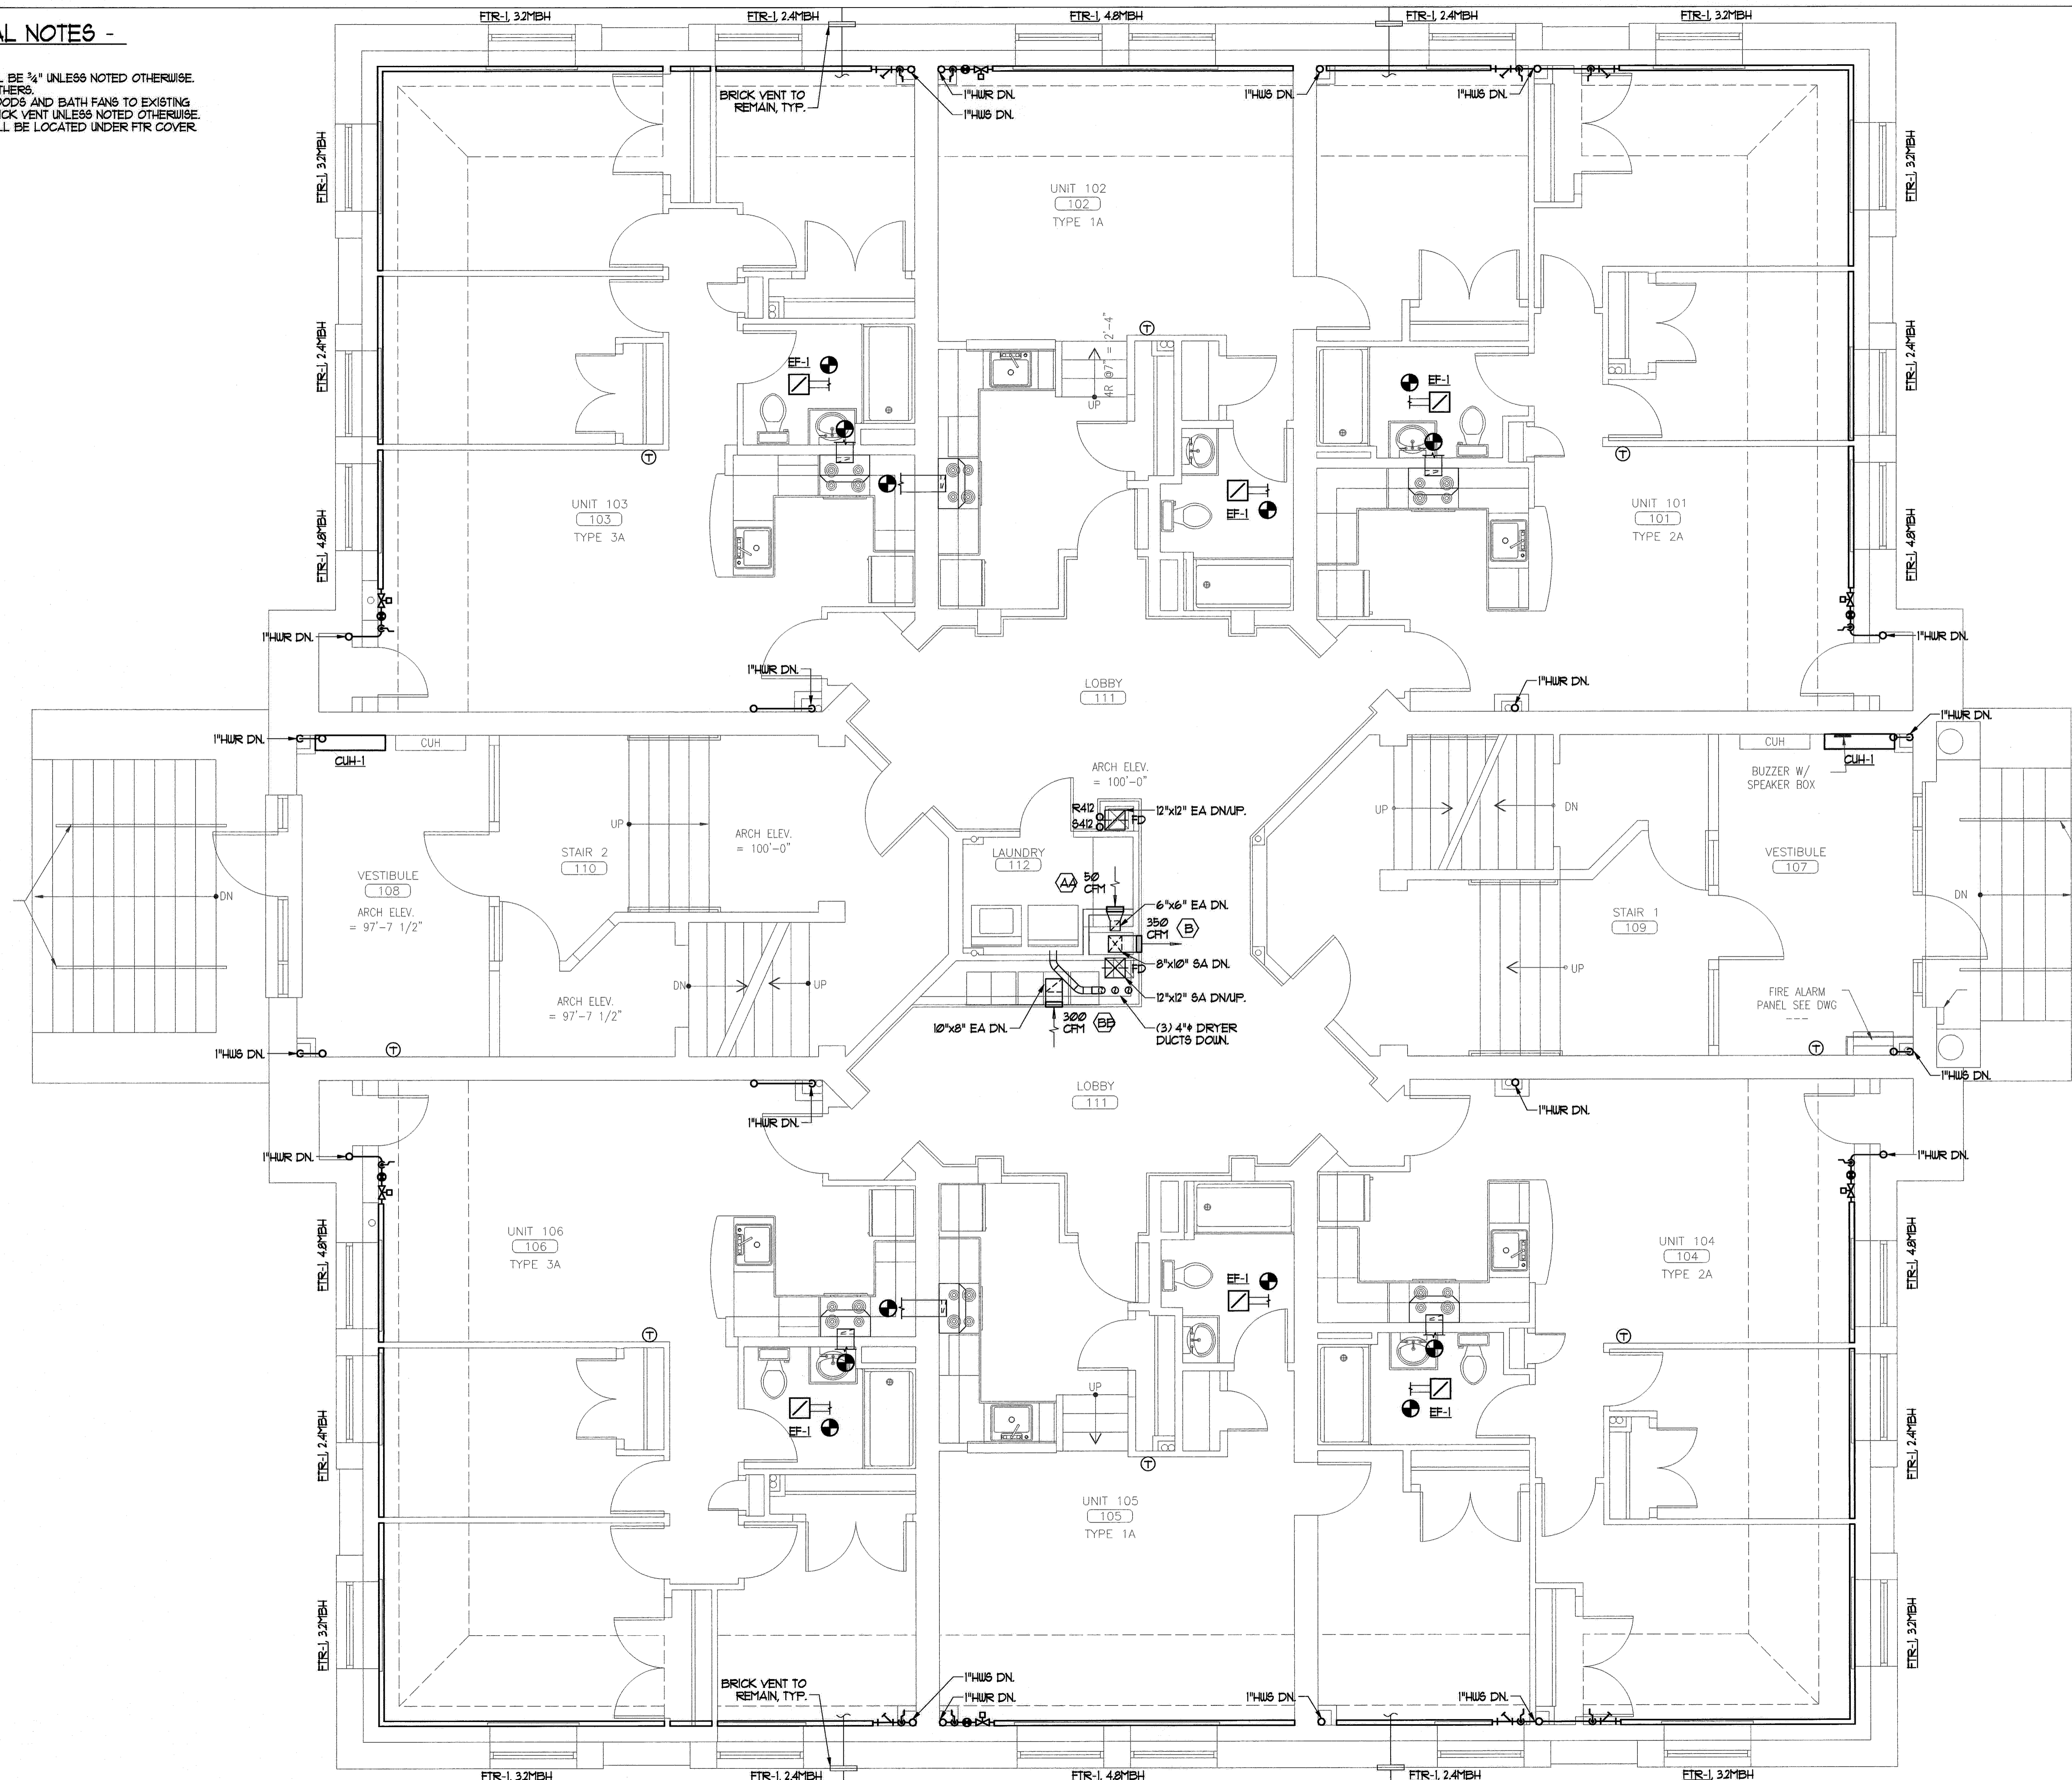 AL NOTES -
L BE ¾" UNLESS NOTED OTHERWISE.
THERS.
OODS AND BATH FANS TO EXISTING
ICK VENT UNLESS NOTED OTHERWISE.
LL BE LOCATED UNDER FTR COVER.
FTR-1, 3.2MBH
FTR-1, 2.4MBH
FTR-1, 4.8MBH
FTR-1, 2.4MBH
FTR-1, 3.2MBH
BRICK VENT TO
REMAIN, TYP.
1"HWR DN.
1"HWS DN.
1"HWS DN.
1"HWS DN.
FTR-1, 3.2MBH
FTR-1, 3.2MBH
UNIT 102
102
TYPE 1A
FTR-1, 2.4MBH
FTR-1, 2.4MBH
T
4R @7" = 2'-4"
UP
EF-1
EF-1
T
T
EF-1
UNIT 103
103
TYPE 3A
UNIT 101
101
TYPE 2A
FTR-1, 4.8MBH
FTR-1, 4.8MBH
1"HWR DN.
1"HWR DN.
1"HWR DN.
1"HWR DN.
LOBBY
111
1"HWR DN.
CUH
CUH-1
1"HWR DN.
CUH
CUH-1
BUZZER W/
SPEAKER BOX
ARCH ELEV.
= 100'-0"
R412
S412
12"x12" EA DN/UP.
FD
UP
DN
UP
ARCH ELEV.
= 100'-0"
STAIR 2
110
VESTIBULE
108
ARCH ELEV.
= 97'-7 1/2"
DN
LAUNDRY
112
AA
50
CFM
6"x6" EA DN.
350
CFM
B
8"x10" SA DN.
FD
12"x12" SA DN/UP.
10"x8" EA DN.
300
CFM
BB
(3) 4"ϕ DRYER
DUCTS DOWN.
VESTIBULE
107
DN
STAIR 1
109
UP
DN
UP
ARCH ELEV.
= 97'-7 1/2"
FIRE ALARM
PANEL SEE DWG
---
1"HWS DN.
T
T
1"HWS DN.
LOBBY
111
1"HWR DN.
1"HWR DN.
1"HWR DN.
1"HWR DN.
UNIT 106
106
TYPE 3A
UNIT 104
104
TYPE 2A
FTR-1, 4.8MBH
FTR-1, 4.8MBH
EF-1
T
T
UP
EF-1
EF-1
T
FTR-1, 2.4MBH
FTR-1, 2.4MBH
UNIT 105
105
TYPE 1A
FTR-1, 3.2MBH
FTR-1, 3.2MBH
BRICK VENT TO
REMAIN, TYP.
1"HWS DN.
1"HWR DN.
1"HWS DN.
1"HWS DN.
FTR-1, 3.2MBH
FTR-1, 2.4MBH
FTR-1, 4.8MBH
FTR-1, 2.4MBH
FTR-1, 3.2MBH